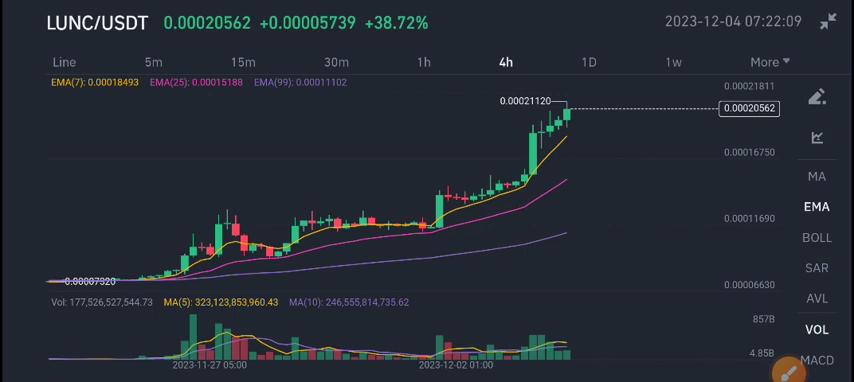 LUNC/USDT 0.00020562 +0.00005739 +38.72% 2023-12-04 07:22:09
Line 5m 15m 30m 1h 4h 1D 1w More
EMA(7): 0.00018493 EMA(25): 0.00015188 EMA(99): 0.00011102
0.00021811
0.00021120
0.00020562
0.00016750
0.00011690
0.00007320
0.00006630
MA
EMA
BOLL
SAR
AVL
VOL
MACD
Vol: 177,526,527,544.73 MA(5): 323,123,853,960.43 MA(10): 246,555,814,735.62
857B
4.85B
2023-11-27 05:00 2023-12-02 01:00